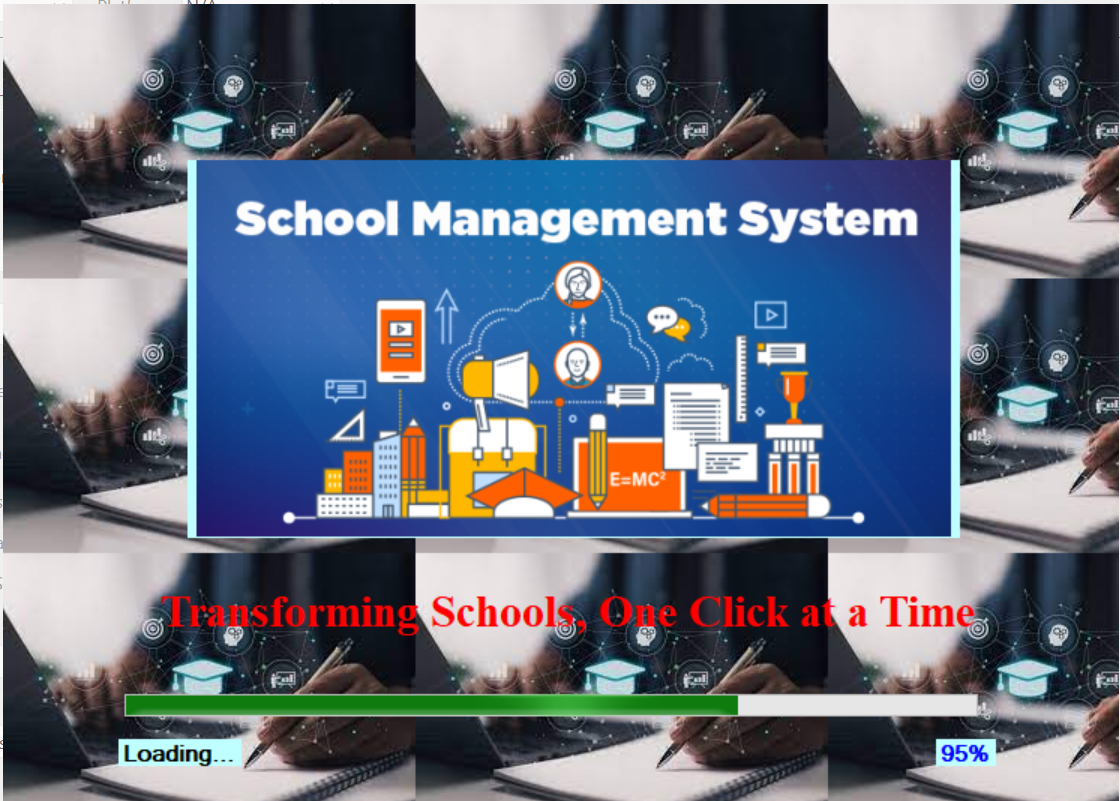 N/A
School Management System
E=MC²
Transforming Schools, One Click at a Time
Loading...
95%